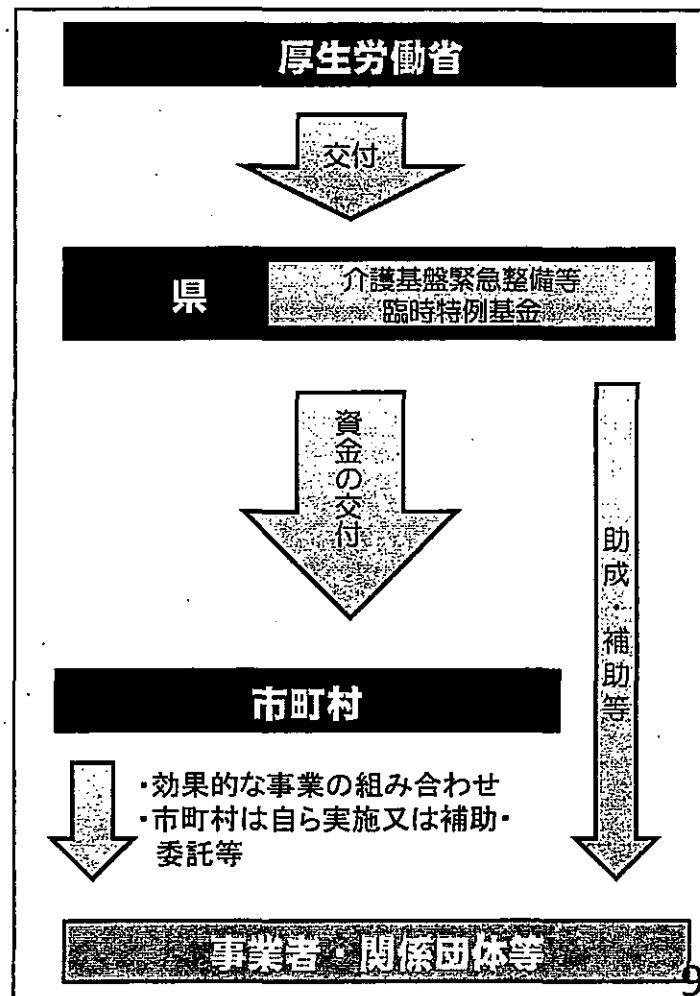 厚生労働省
交付
県
介護基盤緊急整備等
臨時特例基金
資金の交付
助成・補助等
市町村
・効果的な事業の組み合わせ
・市町村は自ら実施又は補助・
委託等
事業者・関係団体等
9